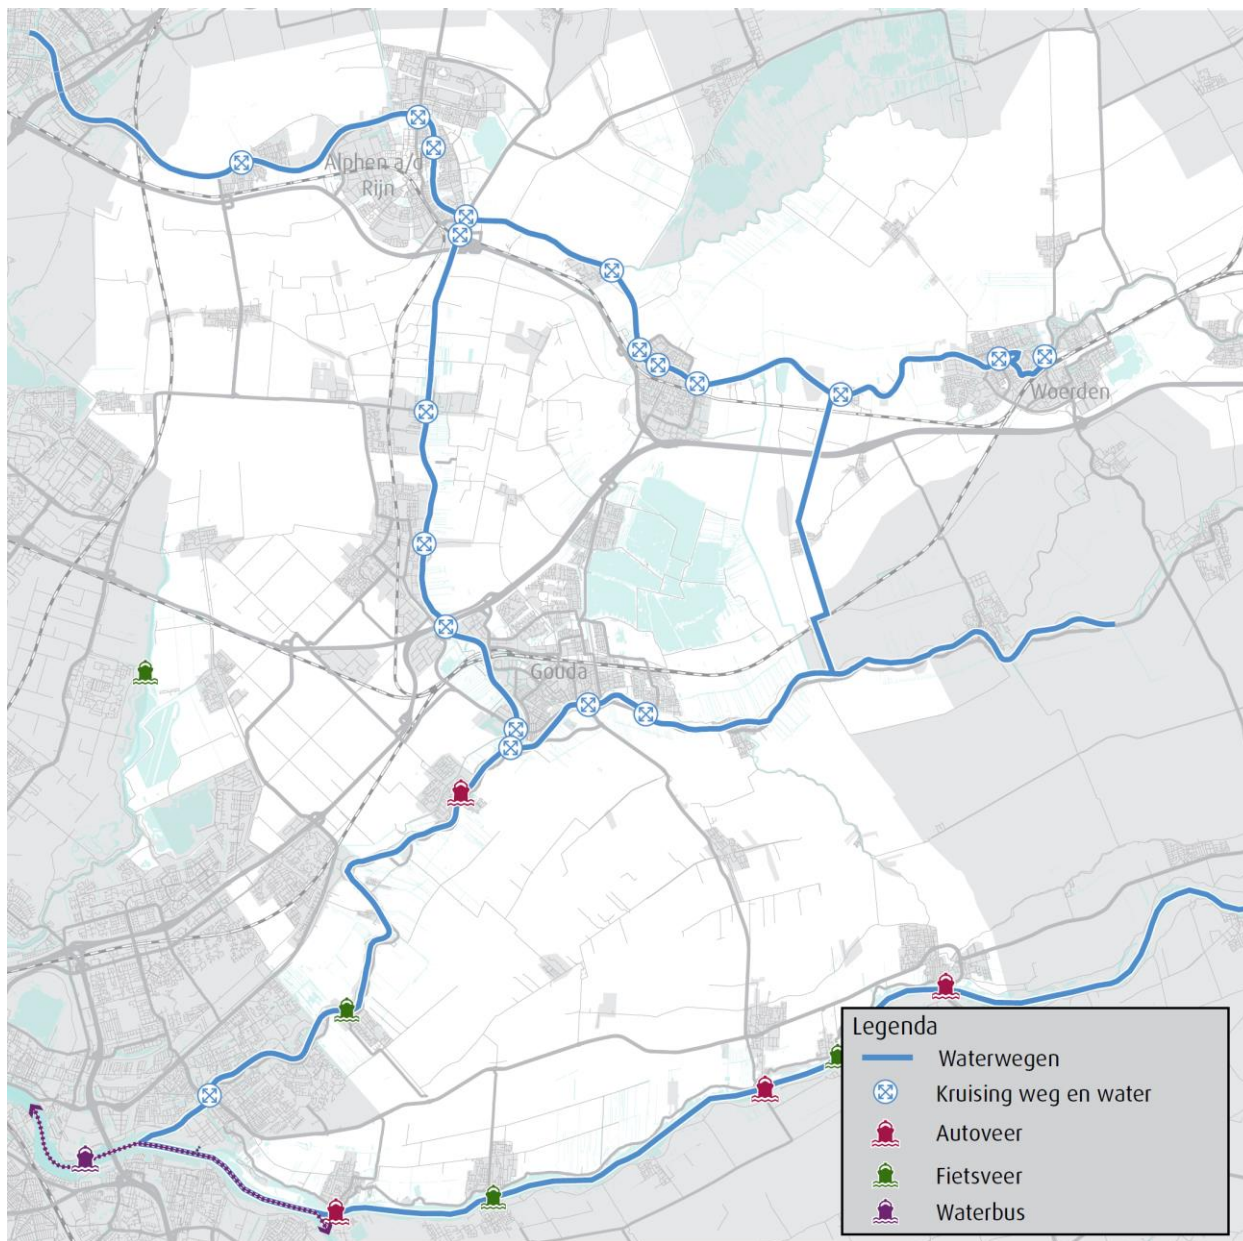 Alphen a/d
Rijn
Woerden
Gouda
Legenda
Waterwegen
Kruising weg en water
Autoveer
Fietsveer
Waterbus